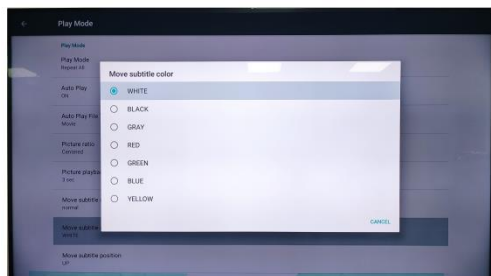 Play Mode
Play Mode
Play Mode
Repeat All
Auto Play
ON
Auto Play File
Movie
Picture ratio
Centered
Picture playba
3 sec
Move subtitle
normal
Move subtitle
WHITE
Move subtitle position
UP
Move subtitle color
WHITE
BLACK
GRAY
RED
GREEN
BLUE
YELLOW
CANCEL